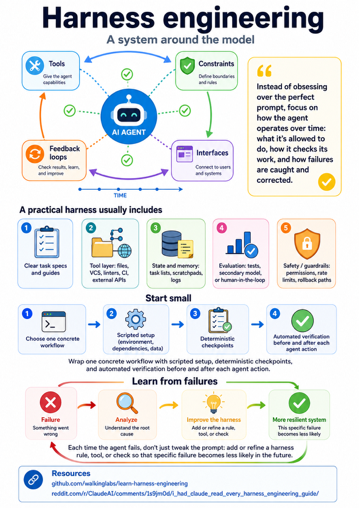 Harness engineering
A system around the model
Tools
Give the agent
capabilities
Constraints
Define boundaries
and rules
AI AGENT
Feedback
loops
Check results, learn,
and improve
Interfaces
Connect to users
and systems
TIME
“
Instead of obsessing
over the perfect
prompt, focus on
how the agent
operates over time:
what it's allowed to
do, how it checks its
work, and how failures
are caught and
corrected.
A practical harness usually includes
1
Clear task specs
and guides
2
Tool layer: files,
VCS, linters, CI,
external APIs
3
State and memory:
task lists, scratchpads,
logs
4
Evaluation: tests,
secondary model,
or human-in-the-loop
5
Safety / guardrails:
permissions, rate
limits, rollback paths
Start small
1
Choose one concrete
workflow
2
Scripted setup
(environment,
dependencies, data)
3
Deterministic
checkpoints
4
Automated verification
before and after each
agent action
Wrap one concrete workflow with scripted setup, deterministic checkpoints,
and automated verification before and after each agent action.
Learn from failures
Failure
Something went
wrong
Analyze
Understand the root
cause
Improve the harness
Add or refine a rule,
tool, or check
More resilient system
This specific failure
becomes less likely
Each time the agent fails, don't just tweak the prompt: add or refine a harness
rule, tool, or check so that specific failure becomes less likely in the future.
Resources
github.com/walkinglabs/learn-harness-engineering
reddit.com/r/ClaudeAI/comments/1s9jm0d/i_had_claude_read_every_harness_engineering_guide/